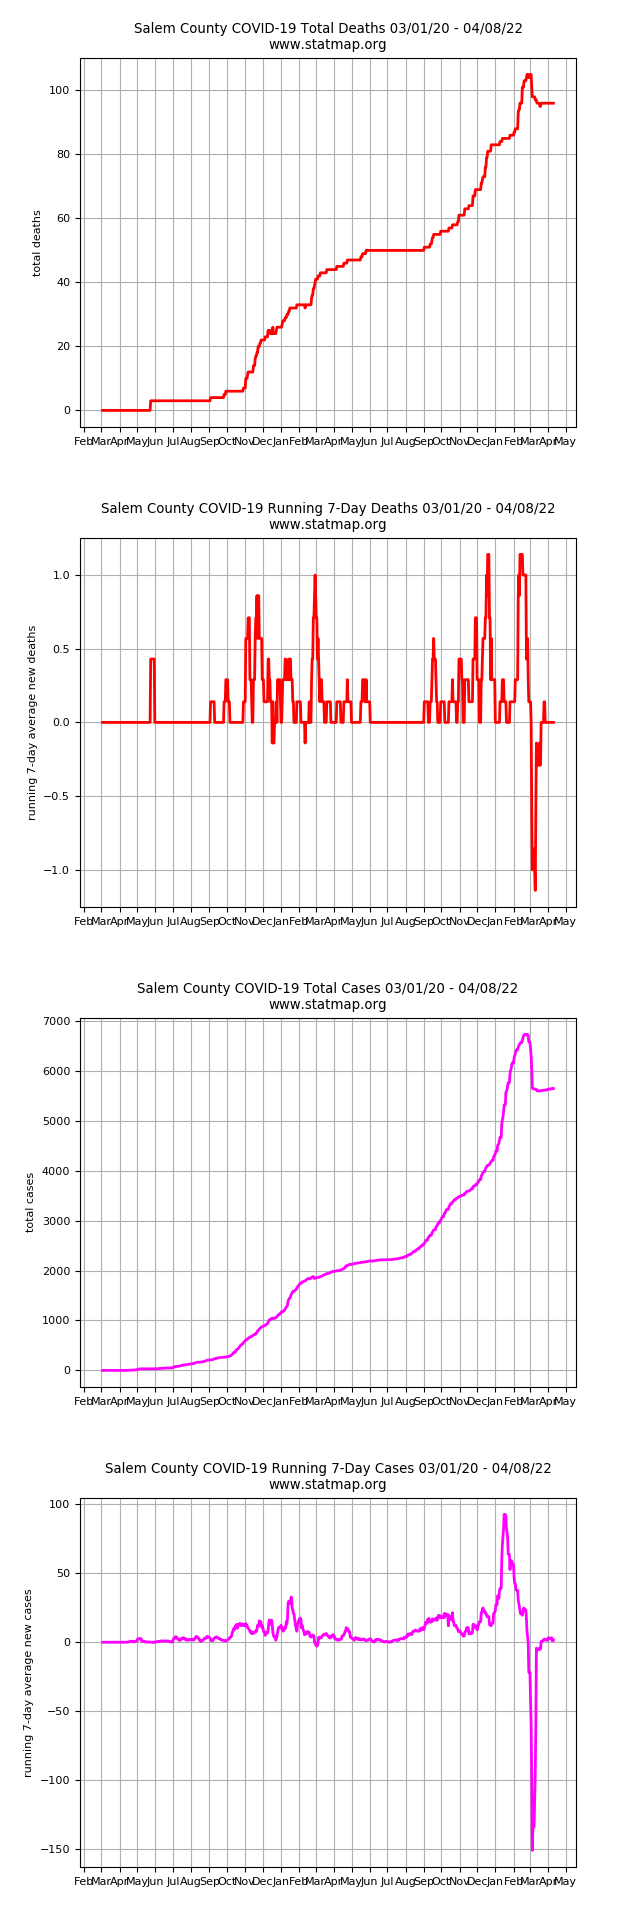 Salem County COVID-19 Total Deaths 03/01/20 - 04/08/22
www.statmap.org
100
80
60
40
20
0
total deaths
Feb Mar Apr May Jun Jul Aug Sep Oct Nov Dec Jan Feb Mar Apr May Jun Jul Aug Sep Oct Nov Dec Jan Feb Mar Apr May
Salem County COVID-19 Running 7-Day Deaths 03/01/20 - 04/08/22
www.statmap.org
1.0
0.5
0.0
−0.5
−1.0
running 7-day average new deaths
Feb Mar Apr May Jun Jul Aug Sep Oct Nov Dec Jan Feb Mar Apr May Jun Jul Aug Sep Oct Nov Dec Jan Feb Mar Apr May
Salem County COVID-19 Total Cases 03/01/20 - 04/08/22
www.statmap.org
7000
6000
5000
4000
3000
2000
1000
0
total cases
Feb Mar Apr May Jun Jul Aug Sep Oct Nov Dec Jan Feb Mar Apr May Jun Jul Aug Sep Oct Nov Dec Jan Feb Mar Apr May
Salem County COVID-19 Running 7-Day Cases 03/01/20 - 04/08/22
www.statmap.org
100
50
0
−50
−100
−150
running 7-day average new cases
Feb Mar Apr May Jun Jul Aug Sep Oct Nov Dec Jan Feb Mar Apr May Jun Jul Aug Sep Oct Nov Dec Jan Feb Mar Apr May